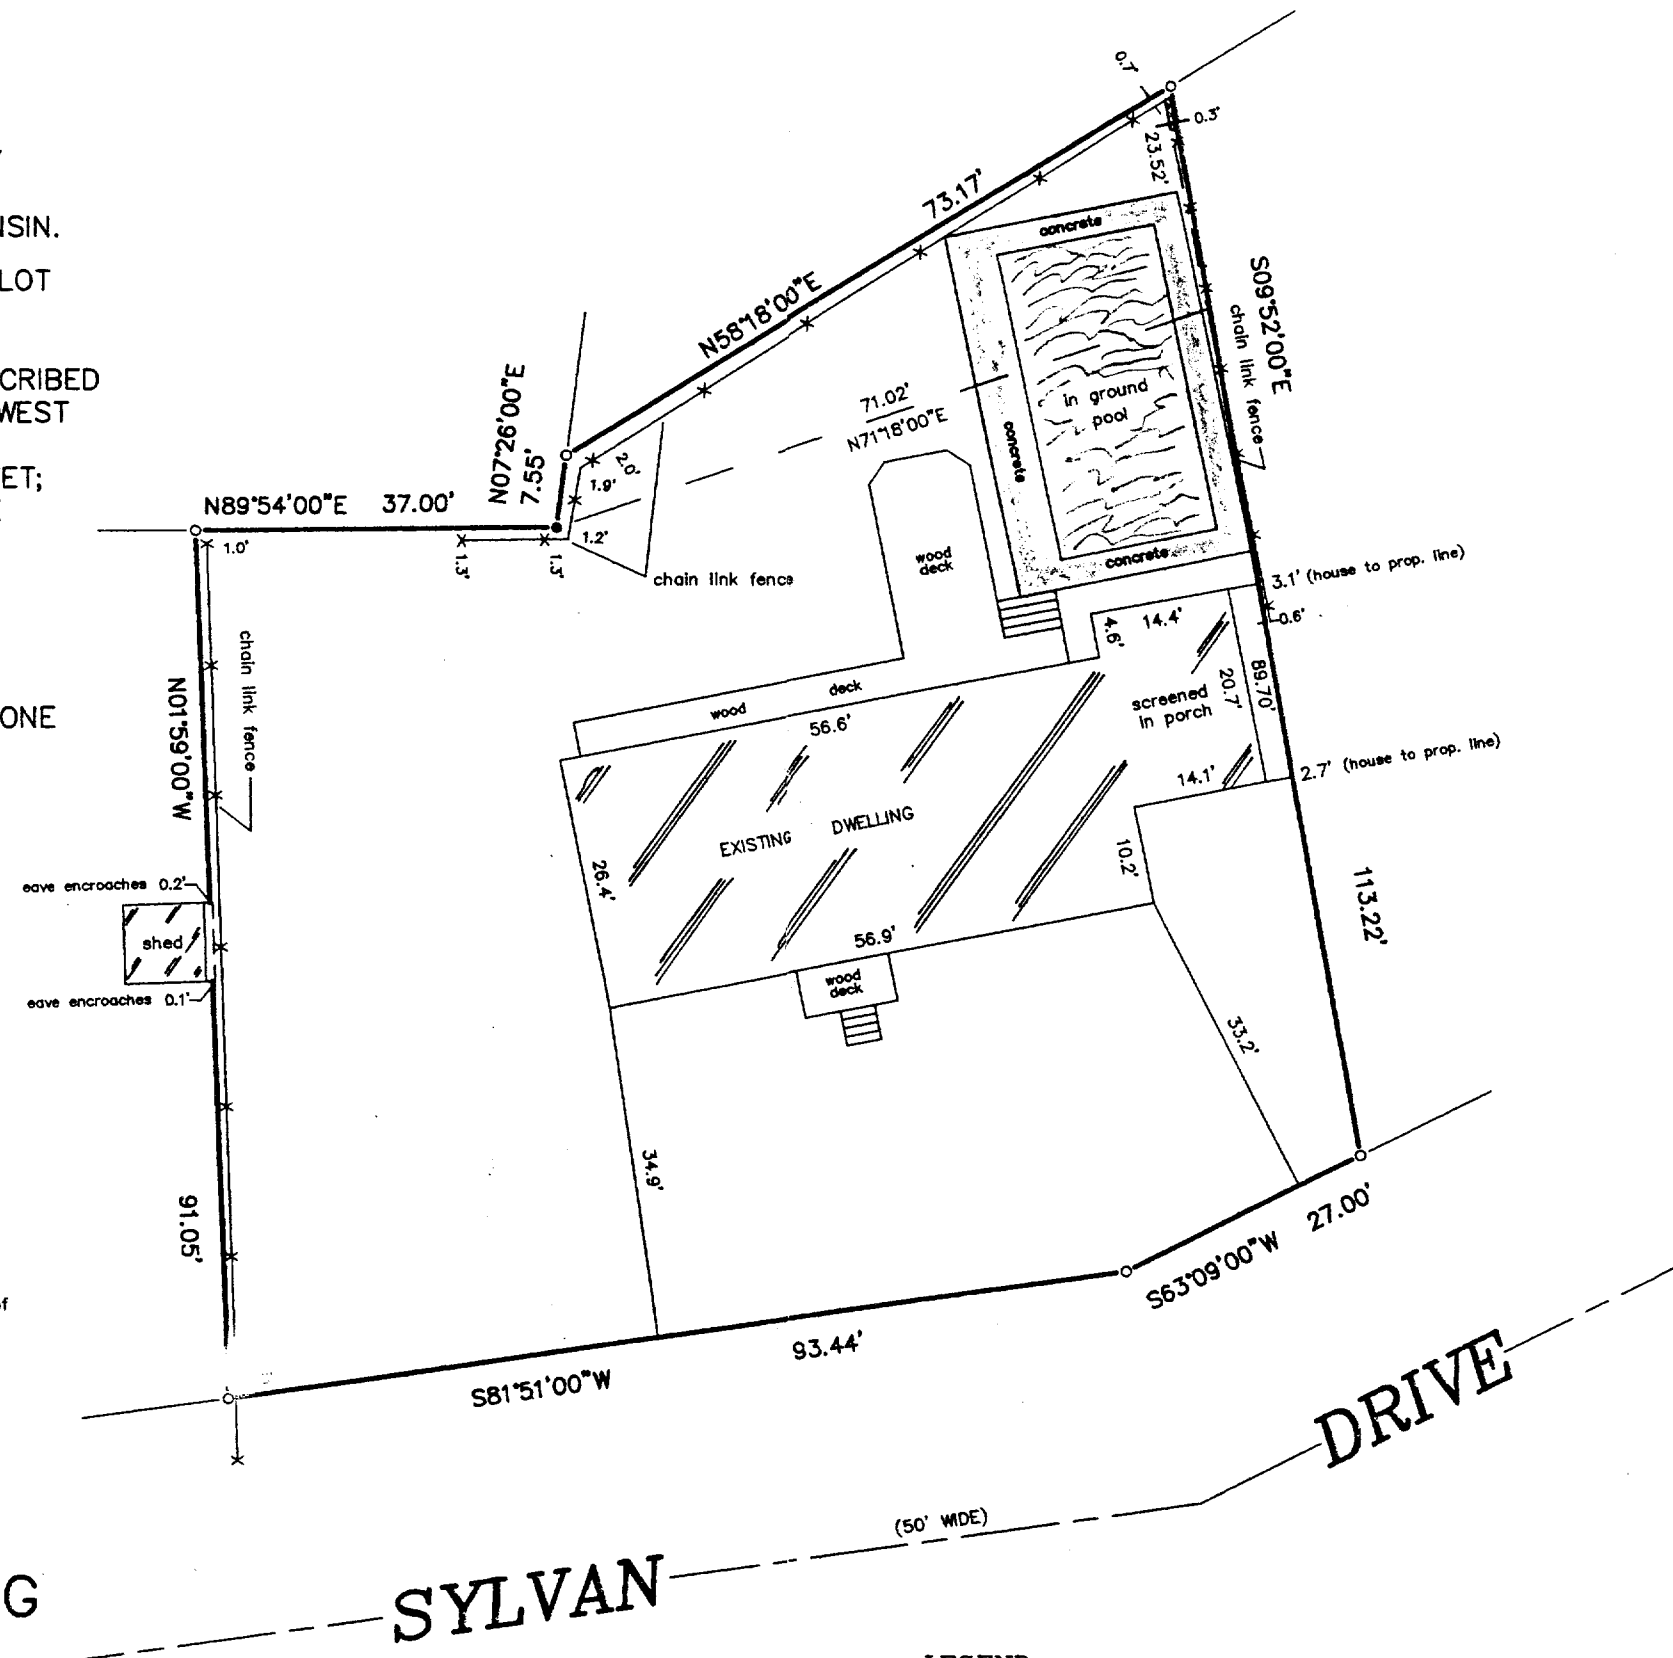 NSIN.
LOT
CRIBED
WEST
ET;
ONE
of
G
0.7'
0.3'
23.52'
73.17'
concrete
N58°18'00"E
S09°52'00"E
chain link fence
in ground
pool
71.02'
N71°18'00"E
concrete
N07°26'00"E
7.55'
2.0'
1.9'
N89°54'00"E 37.00'
1.0'
1.3'
1.3'
1.2'
chain link fence
wood
deck
concrete
3.1' (house to prop. line)
0.6'
14.4'
4.6'
chain link fence
N01°59'00"W
wood deck
56.6'
screened
in porch
20.7'
89.70'
14.1'
2.7' (house to prop. line)
EXISTING DWELLING
26.4'
10.2'
eave encroaches 0.2'
shed
eave encroaches 0.1'
56.9'
wood
deck
113.22'
33.2'
34.9'
91.05'
27.00'
S63°09'00"W
93.44'
S81°51'00"W
(50' WIDE)
SYLVAN DRIVE